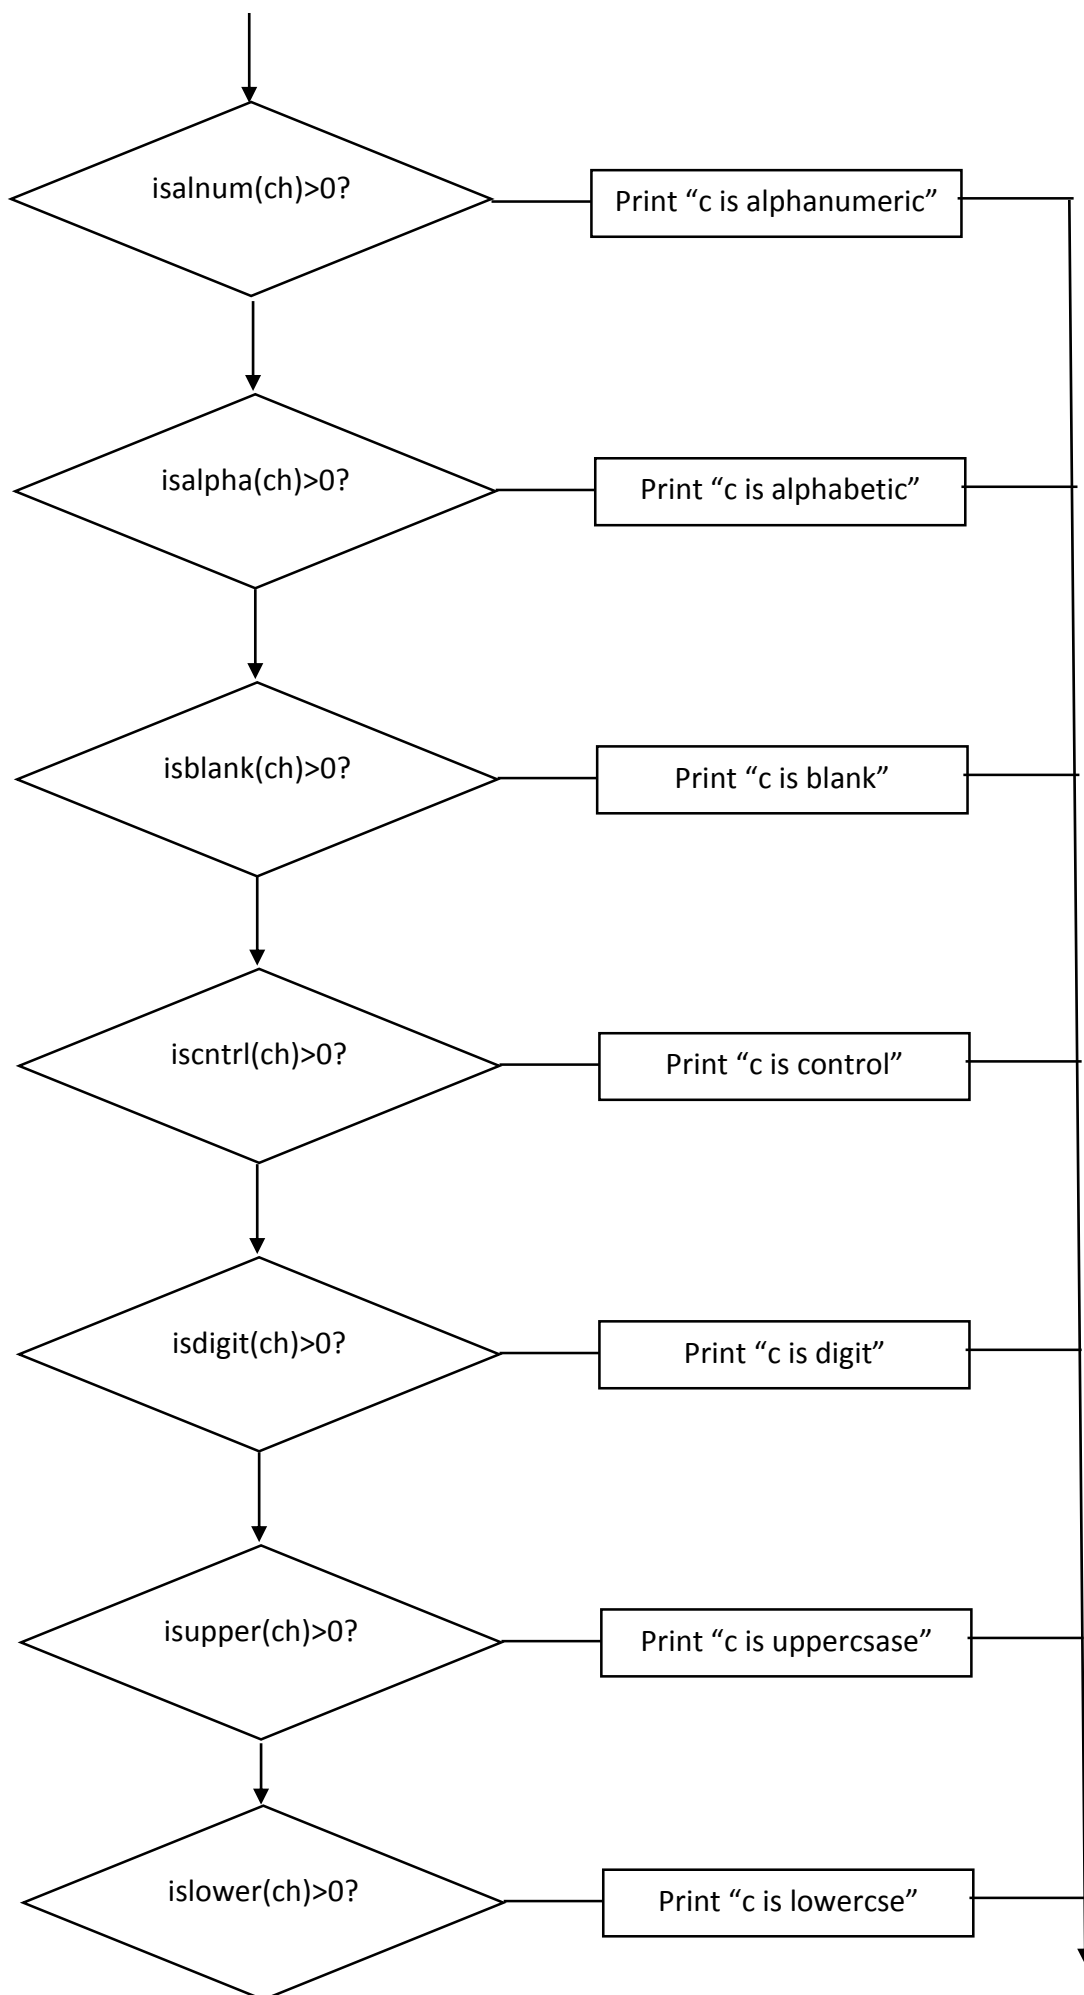 isalnum(ch)>0?
Print “c is alphanumeric”
isalpha(ch)>0?
Print “c is alphabetic”
isblank(ch)>0?
Print “c is blank”
iscntrl(ch)>0?
Print “c is control”
isdigit(ch)>0?
Print “c is digit”
isupper(ch)>0?
Print “c is uppercsase”
islower(ch)>0?
Print “c is lowercse”